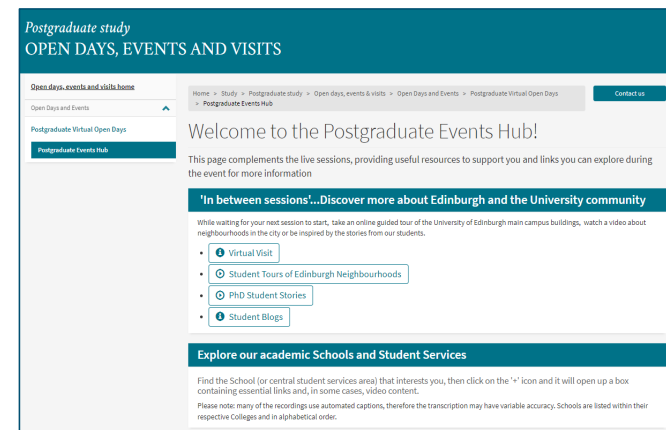 Postgraduate study
OPEN DAYS, EVENTS AND VISITS
Open days, events and visits home
Open Days and Events
Postgraduate Virtual Open Days
Postgraduate Events Hub
Home > Study > Postgraduate study > Open days, events & visits > Open Days and Events > Postgraduate Virtual Open Days
> Postgraduate Events Hub
Contact us
Welcome to the Postgraduate Events Hub!
This page complements the live sessions, providing useful resources to support you and links you can explore during
the event for more information
'In between sessions'...Discover more about Edinburgh and the University community
While waiting for your next session to start, take an online guided tour of the University of Edinburgh main campus buildings, watch a video about
neighbourhoods in the city or be inspired by the stories from our students.
• Virtual Visit
• Student Tours of Edinburgh Neighbourhoods
• PhD Student Stories
• Student Blogs
Explore our academic Schools and Student Services
Find the School (or central student services area) that interests you, then click on the '+' icon and it will open up a box
containing essential links and, in some cases, video content.
Please note: many of the recordings use automated captions, therefore the transcription may have variable accuracy. Schools are listed within their
respective Colleges and in alphabetical order.